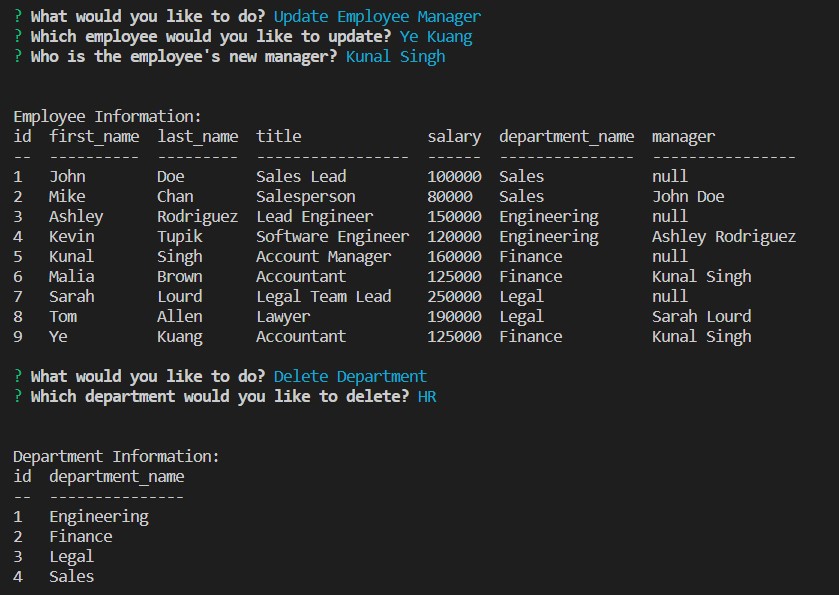 ? What would you like to do? Update Employee Manager
? Which employee would you like to update? Ye Kuang
? Who is the employee's new manager? Kunal Singh
Employee Information:
id  first_name  last_name  title              salary  department_name  manager
--  ----------  ---------  -----------------  ------  ---------------  ----------------
1   John        Doe        Sales Lead         100000  Sales            null
2   Mike        Chan       Salesperson        80000   Sales            John Doe
3   Ashley      Rodriguez  Lead Engineer      150000  Engineering      null
4   Kevin       Tupik      Software Engineer  120000  Engineering      Ashley Rodriguez
5   Kunal       Singh      Account Manager    160000  Finance          null
6   Malia       Brown      Accountant         125000  Finance          Kunal Singh
7   Sarah       Lourd      Legal Team Lead    250000  Legal            null
8   Tom         Allen      Lawyer             190000  Legal            Sarah Lourd
9   Ye          Kuang      Accountant         125000  Finance          Kunal Singh
? What would you like to do? Delete Department
? Which department would you like to delete? HR
Department Information:
id  department_name
--  ---------------
1   Engineering
2   Finance
3   Legal
4   Sales